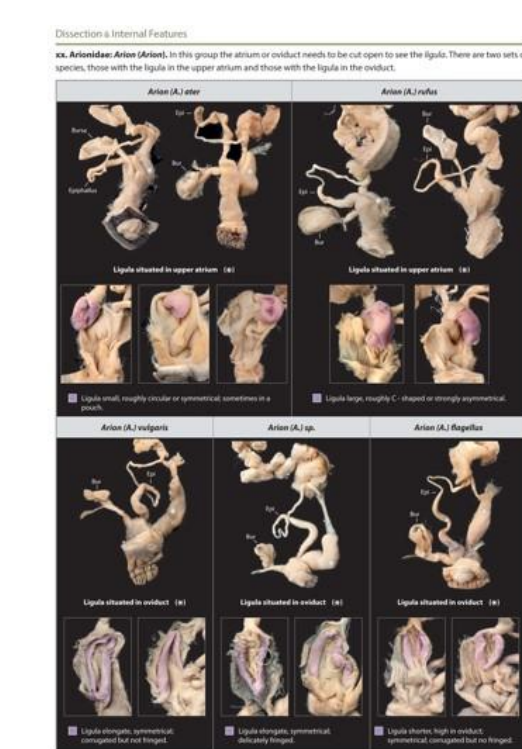 Dissection & Internal Features
xx. Arionidae: Arion (Arion). In this group the atrium or oviduct needs to be cut open to see the ligula. There are two sets
species, those with the ligula in the upper atrium and those with the ligula in the oviduct.
Arion (A.) ater
Arion (A.) rufus
Bursa
Epiphallus
Epi
Bur
Epi
Bur
Bur
Epi
Ligula situated in upper atrium
Ligula situated in upper atrium
Ligula small, roughly circular or symmetrical; sometimes in a
pouch.
Ligula large, roughly C - shaped or strongly asymmetrical.
Arion (A.) vulgaris
Arion (A.) sp.
Arion (A.) flagellus
Bur
Epi
Epi
Bur
Epi
Bur
Ligula situated in oviduct
Ligula situated in oviduct
Ligula situated in oviduct
Ligula elongate, symmetrical;
corrugated but not fringed.
Ligula elongate, symmetrical;
delicately fringed.
Ligula shorter, high in oviduct;
symmetrical; corrugated but no fringed.